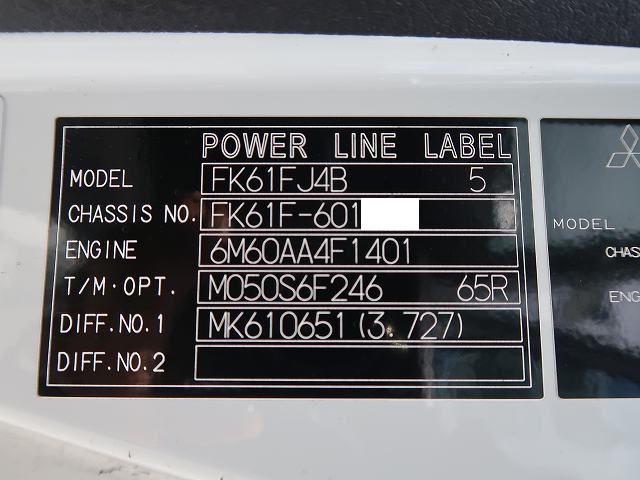 POWER LINE LABEL
MODEL FK61FJ4B 5
CHASSIS NO. FK61F-601
ENGINE 6M60AA4F1401
T/M·OPT. M050S6F246 65R
DIFF.NO.1 MK610651(3.727)
DIFF.NO.2
MODEL
CHAS
ENG